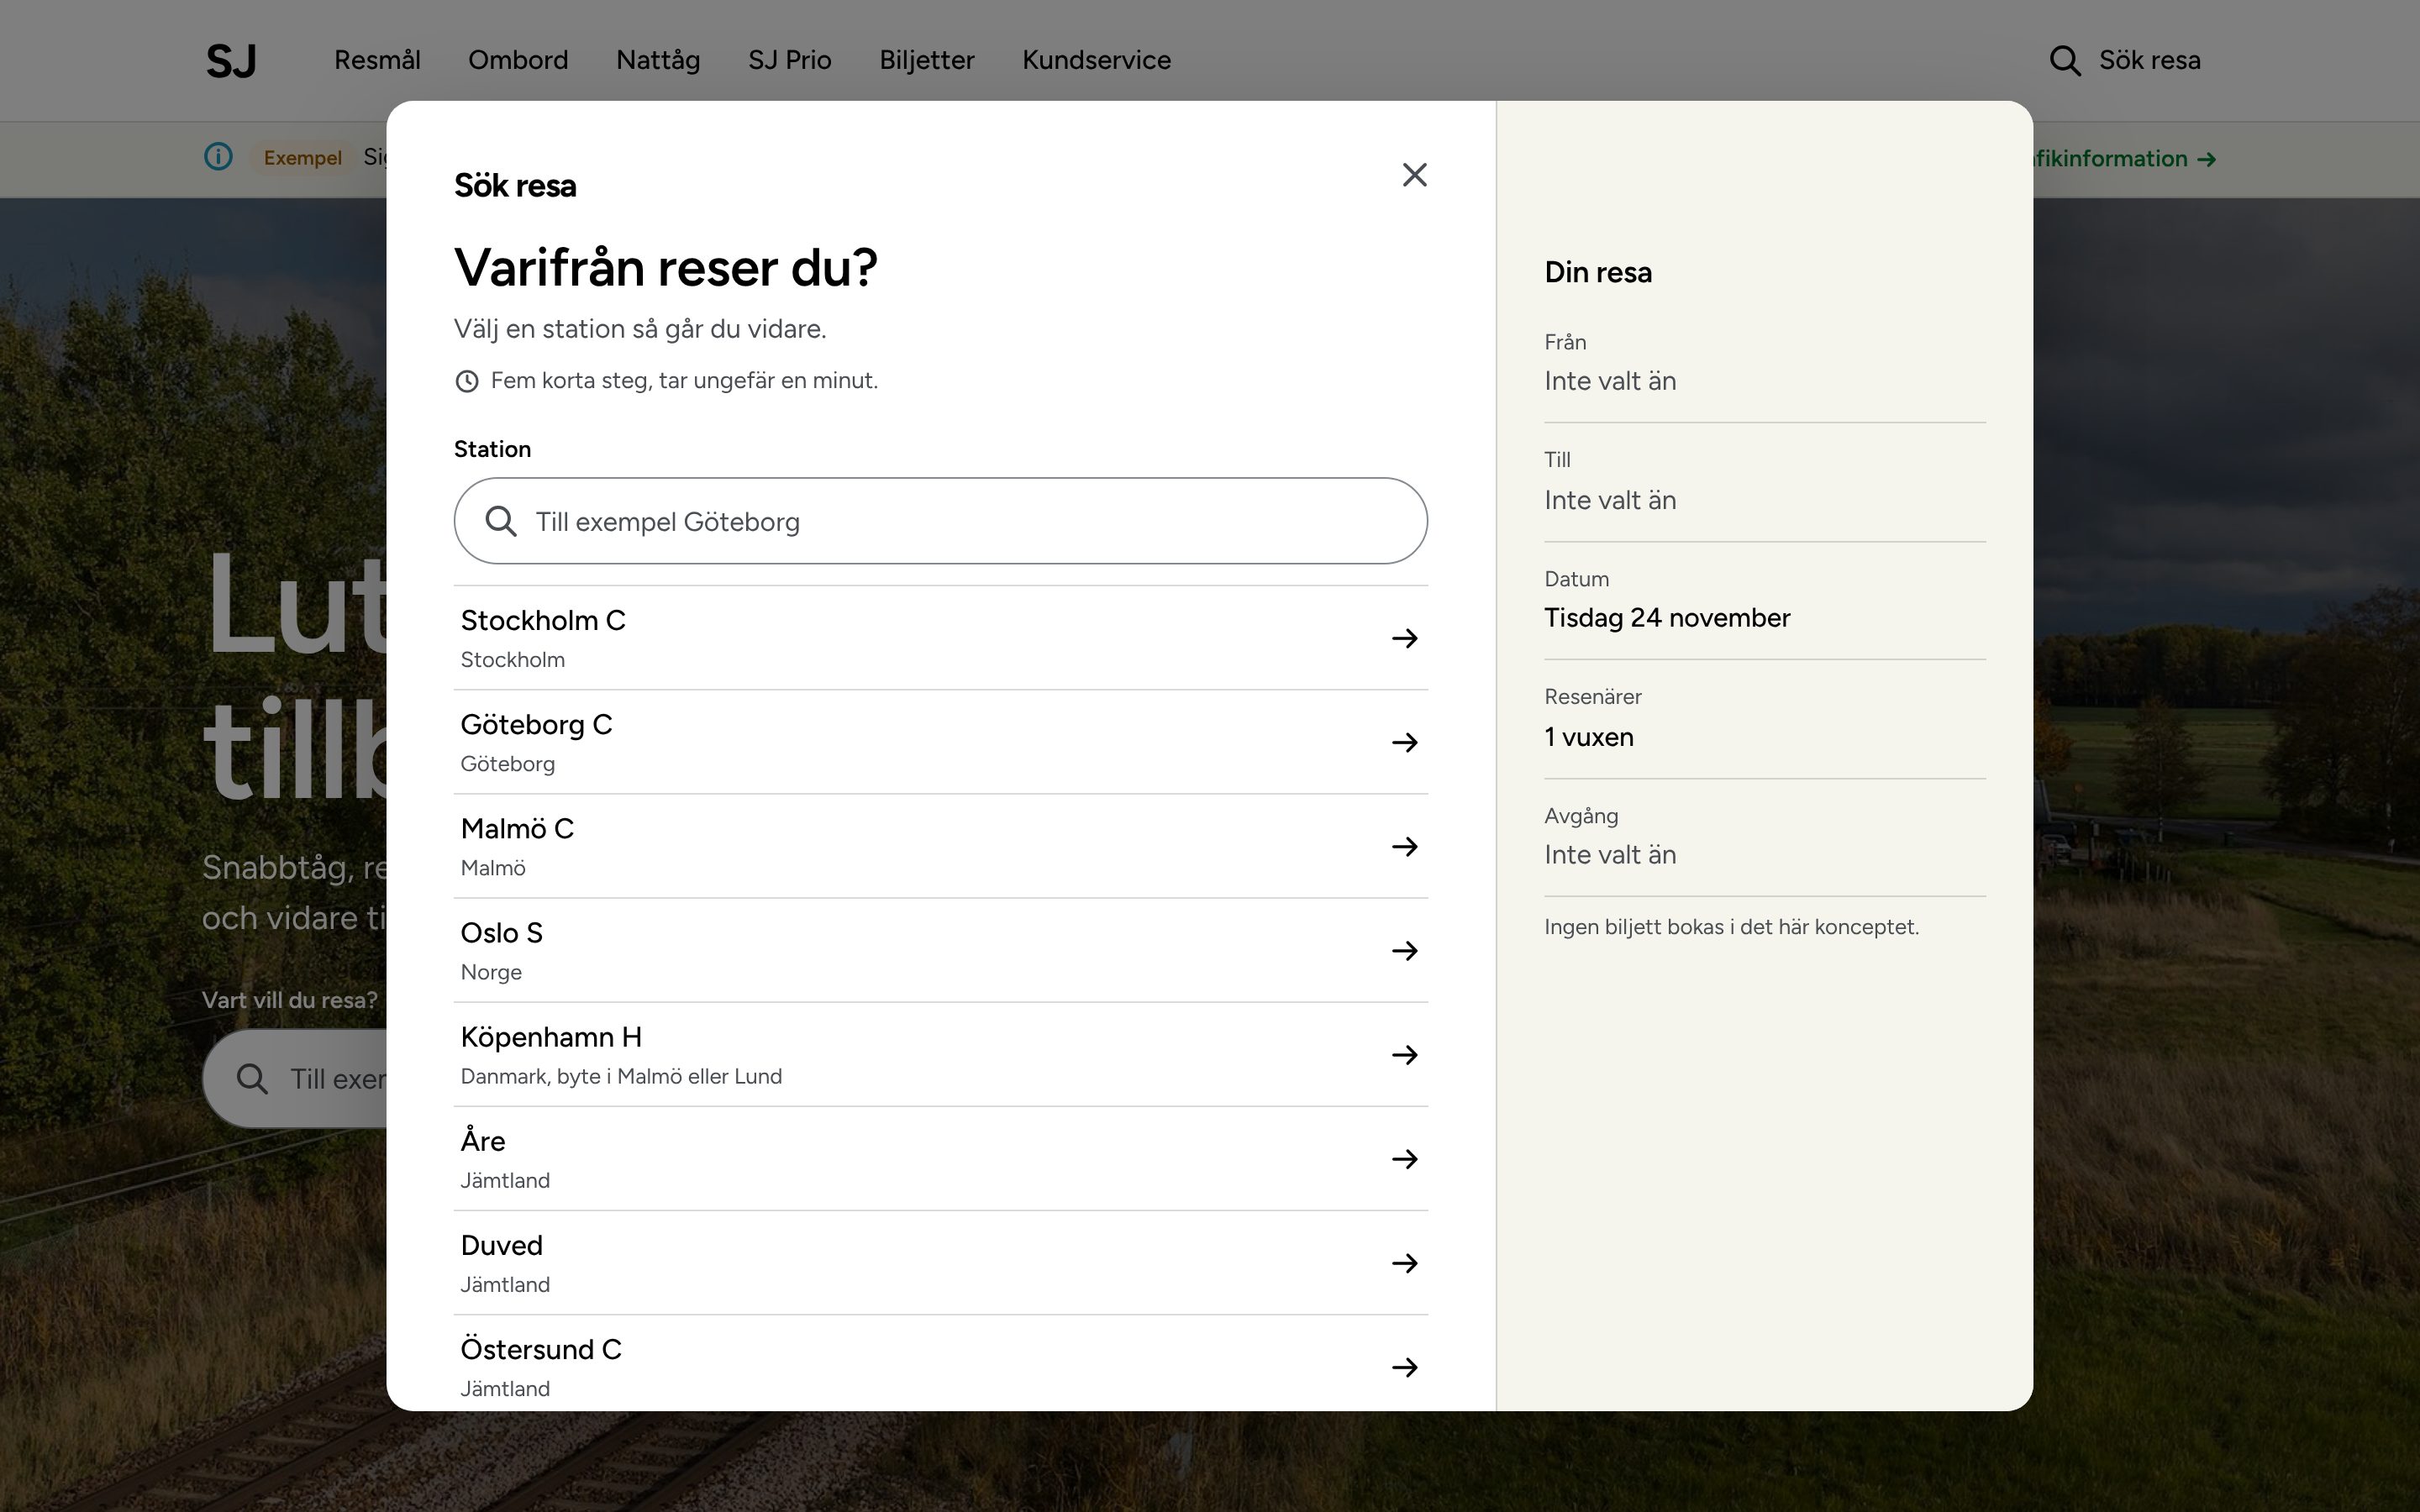 SJ
Resmål
Ombord
Nattåg
SJ Prio
Biljetter
Kundservice
Sök resa
Exempel
Sök resa
Varifrån reser du?
Välj en station så går du vidare.
Fem korta steg, tar ungefär en minut.
Station
Till exempel Göteborg
Stockholm C
Stockholm
Göteborg C
Göteborg
Malmö C
Malmö
Oslo S
Norge
Köpenhamn H
Danmark, byte i Malmö eller Lund
Åre
Jämtland
Duved
Jämtland
Östersund C
Jämtland
Din resa
Från
Inte valt än
Till
Inte valt än
Datum
Tisdag 24 november
Resenärer
1 vuxen
Avgång
Inte valt än
Ingen biljett bokas i det här konceptet.
fikinformation
Lut
tillb
Snabbtåg, re
och vidare ti
Vart vill du resa?
Till exer